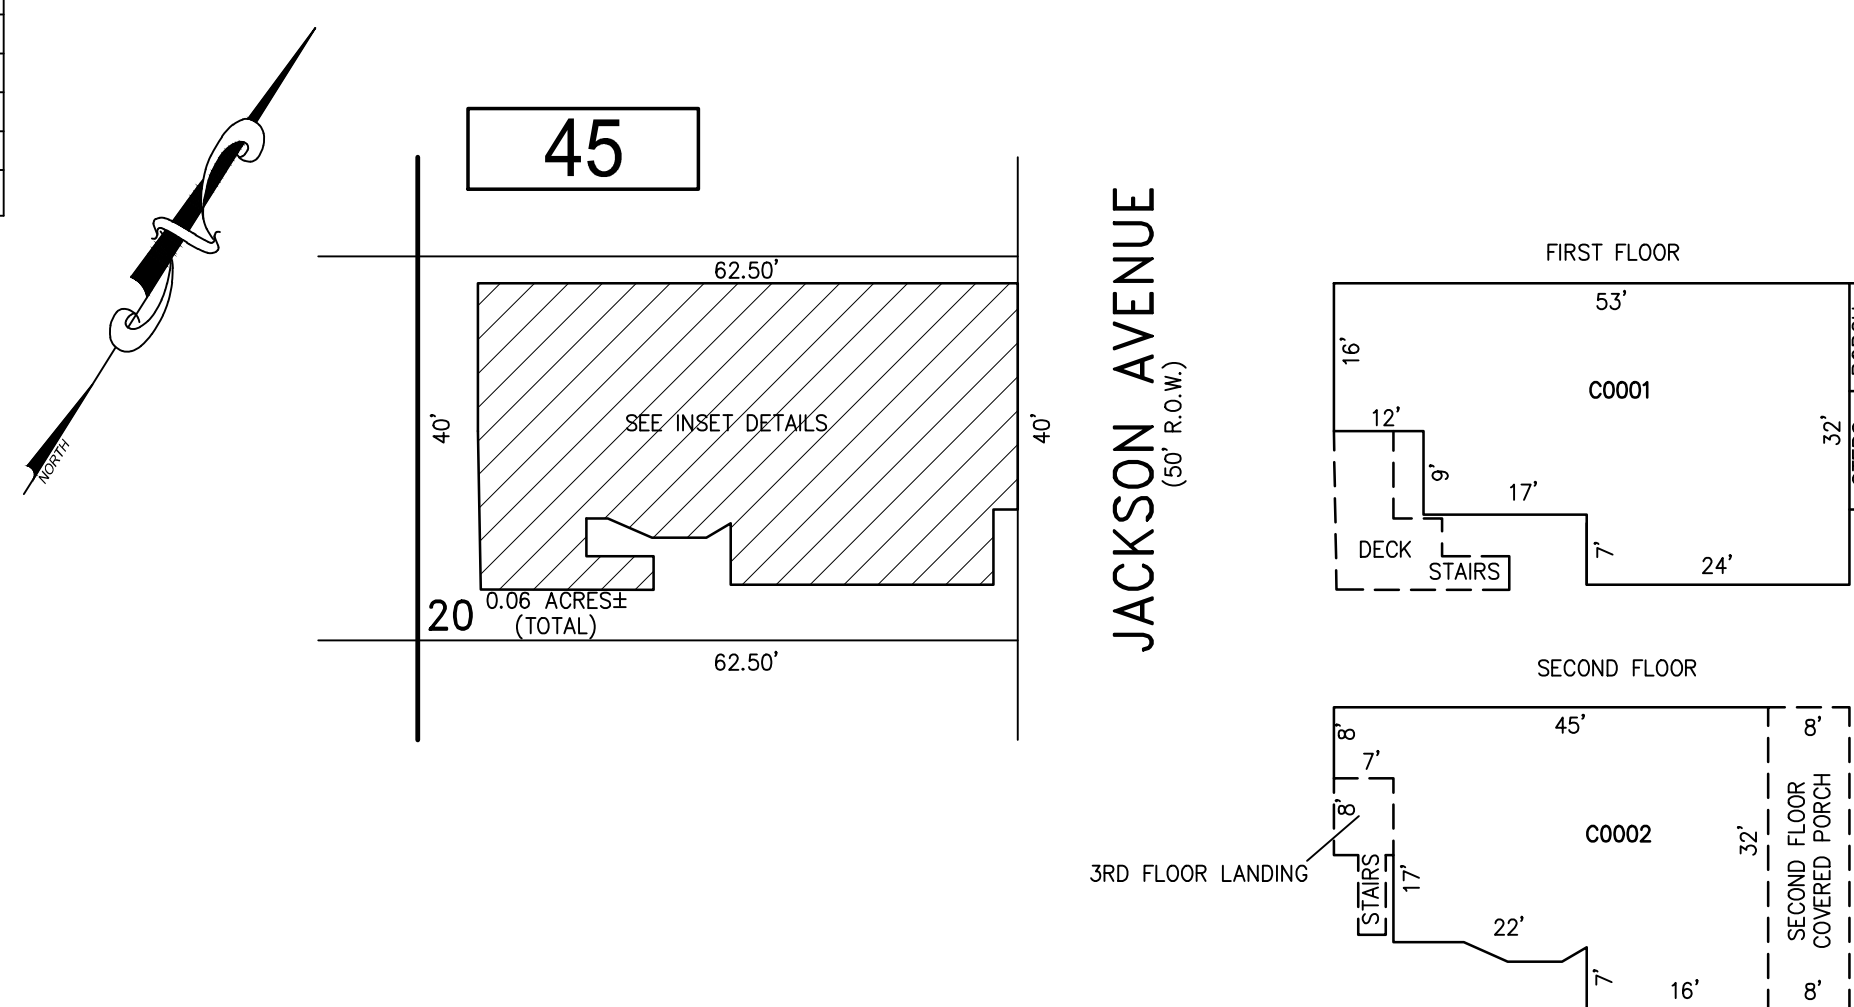 NORTH
45
62.50'
40'
SEE INSET DETAILS
40'
20
0.06 ACRES±
(TOTAL)
62.50'
JACKSON AVENUE
(50' R.O.W.)
FIRST FLOOR
53'
16'
C0001
12'
32'
9'
17'
DECK
7'
STAIRS
24'
SECOND FLOOR
8'
45'
8'
7'
8'
C0002
32'
SECOND FLOOR
COVERED PORCH
3RD FLOOR LANDING
STAIRS
17'
22'
7'
16'
8'